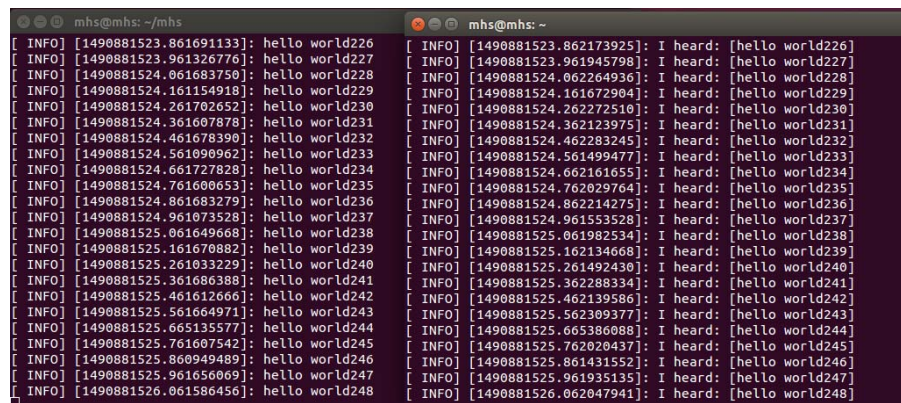 mhs@mhs: ~/mhs
[ INFO] [1490881523.861691133]: hello world226
[ INFO] [1490881523.961326776]: hello world227
[ INFO] [1490881524.061683750]: hello world228
[ INFO] [1490881524.161154918]: hello world229
[ INFO] [1490881524.261702652]: hello world230
[ INFO] [1490881524.361607878]: hello world231
[ INFO] [1490881524.461678390]: hello world232
[ INFO] [1490881524.561090962]: hello world233
[ INFO] [1490881524.661727828]: hello world234
[ INFO] [1490881524.761600653]: hello world235
[ INFO] [1490881524.861683279]: hello world236
[ INFO] [1490881524.961073528]: hello world237
[ INFO] [1490881525.061649668]: hello world238
[ INFO] [1490881525.161670882]: hello world239
[ INFO] [1490881525.261033229]: hello world240
[ INFO] [1490881525.361686388]: hello world241
[ INFO] [1490881525.461612666]: hello world242
[ INFO] [1490881525.561664971]: hello world243
[ INFO] [1490881525.665135577]: hello world244
[ INFO] [1490881525.761607542]: hello world245
[ INFO] [1490881525.860949489]: hello world246
[ INFO] [1490881525.961656069]: hello world247
[ INFO] [1490881526.061586456]: hello world248
mhs@mhs: ~
[ INFO] [1490881523.862173925]: I heard: [hello world226]
[ INFO] [1490881523.961945798]: I heard: [hello world227]
[ INFO] [1490881524.062264936]: I heard: [hello world228]
[ INFO] [1490881524.161672904]: I heard: [hello world229]
[ INFO] [1490881524.262272510]: I heard: [hello world230]
[ INFO] [1490881524.362123975]: I heard: [hello world231]
[ INFO] [1490881524.462283245]: I heard: [hello world232]
[ INFO] [1490881524.561499477]: I heard: [hello world233]
[ INFO] [1490881524.662161655]: I heard: [hello world234]
[ INFO] [1490881524.762029764]: I heard: [hello world235]
[ INFO] [1490881524.862214275]: I heard: [hello world236]
[ INFO] [1490881524.961553528]: I heard: [hello world237]
[ INFO] [1490881525.061982534]: I heard: [hello world238]
[ INFO] [1490881525.162134668]: I heard: [hello world239]
[ INFO] [1490881525.261492430]: I heard: [hello world240]
[ INFO] [1490881525.362288334]: I heard: [hello world241]
[ INFO] [1490881525.462139586]: I heard: [hello world242]
[ INFO] [1490881525.562309377]: I heard: [hello world243]
[ INFO] [1490881525.665386088]: I heard: [hello world244]
[ INFO] [1490881525.762020437]: I heard: [hello world245]
[ INFO] [1490881525.861431552]: I heard: [hello world246]
[ INFO] [1490881525.961935135]: I heard: [hello world247]
[ INFO] [1490881526.062047941]: I heard: [hello world248]